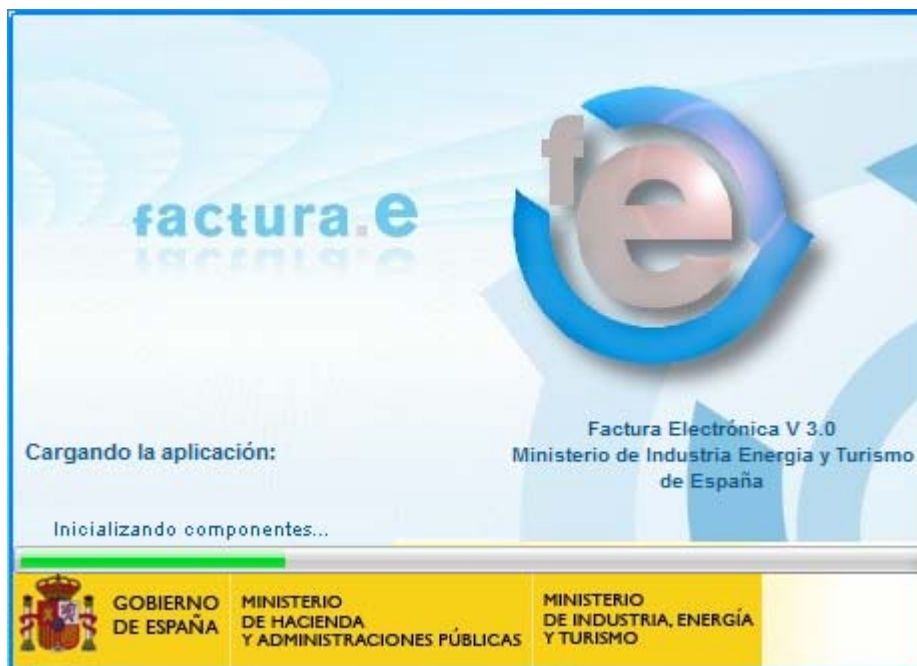 factura.e
fe
Factura Electrónica V 3.0
Ministerio de Industria Energia y Turismo
de España
Cargando la aplicación:
Inicializando componentes...
GOBIERNO
DE ESPAÑA
MINISTERIO
DE HACIENDA
Y ADMINISTRACIONES PÚBLICAS
MINISTERIO
DE INDUSTRIA, ENERGÍA
Y TURISMO